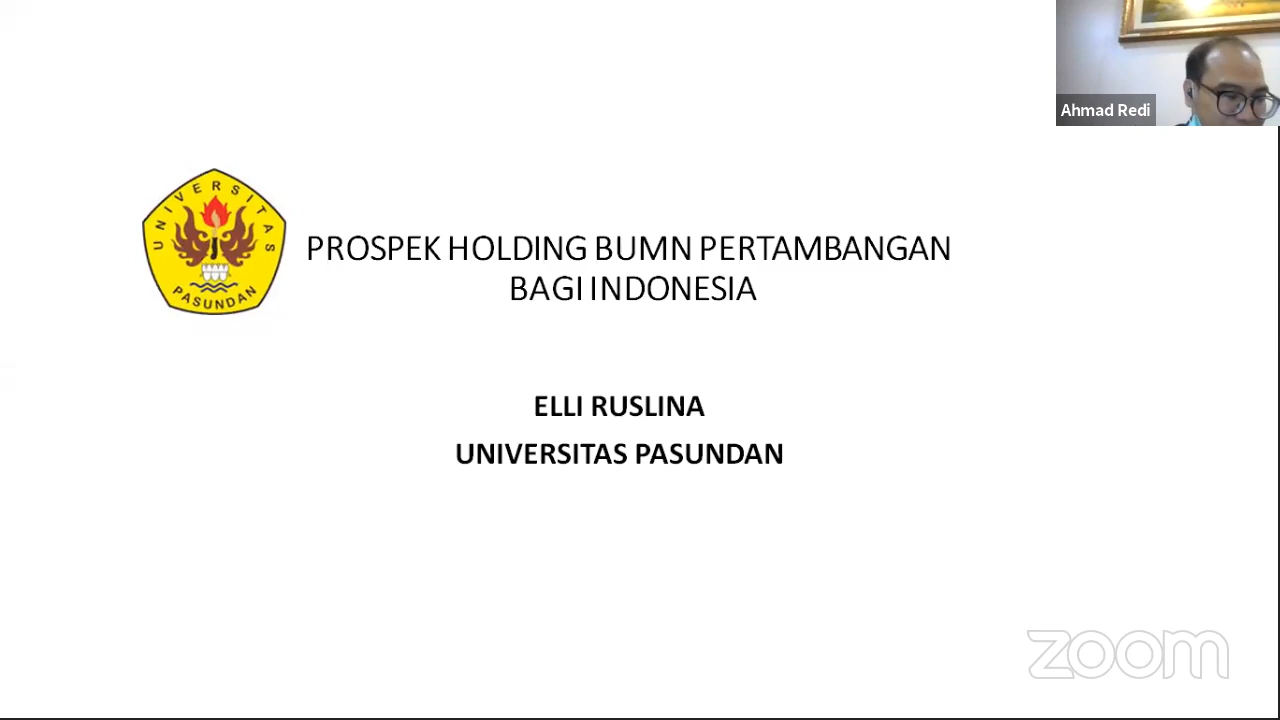 Ahmad Redi
UNIVERSITAS
PASUNDAN
PROSPEK HOLDING BUMN PERTAMBANGAN
BAGI INDONESIA
ELLI RUSLINA
UNIVERSITAS PASUNDAN
zoom